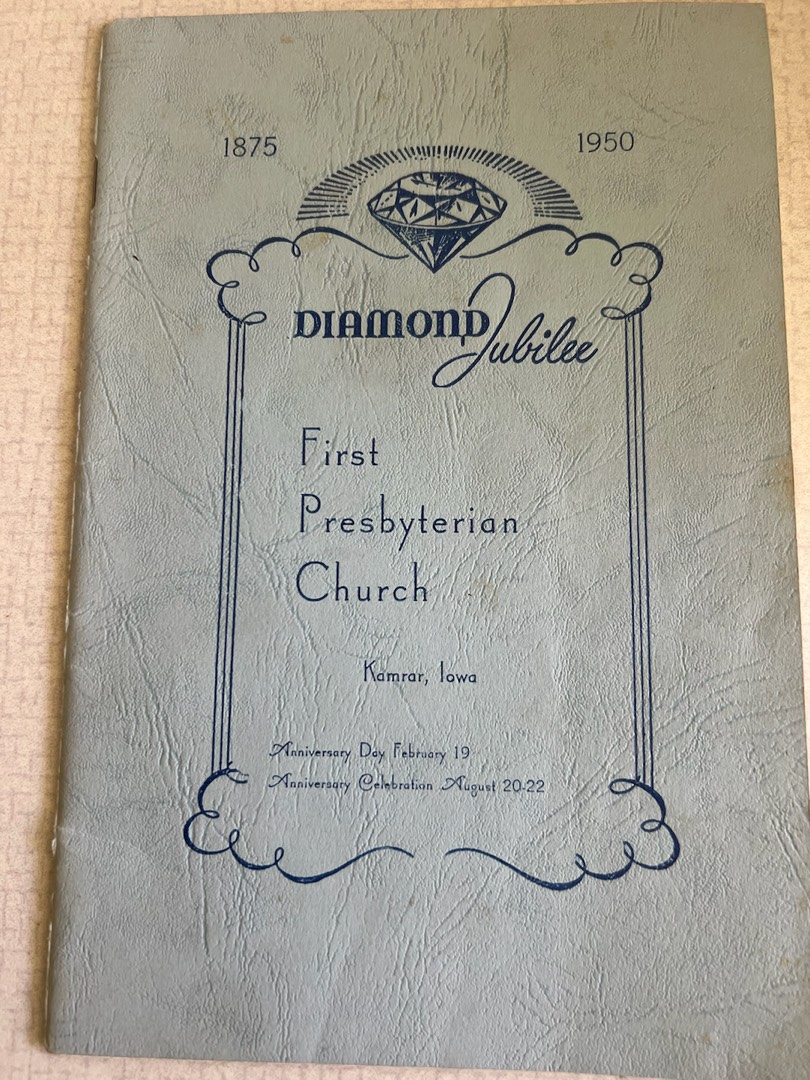 1875 1950
DIAMOND Jubilee
First
Presbyterian
Church
Kamrar, Iowa
Anniversary Day February 19
Anniversary Celebration August 20-22